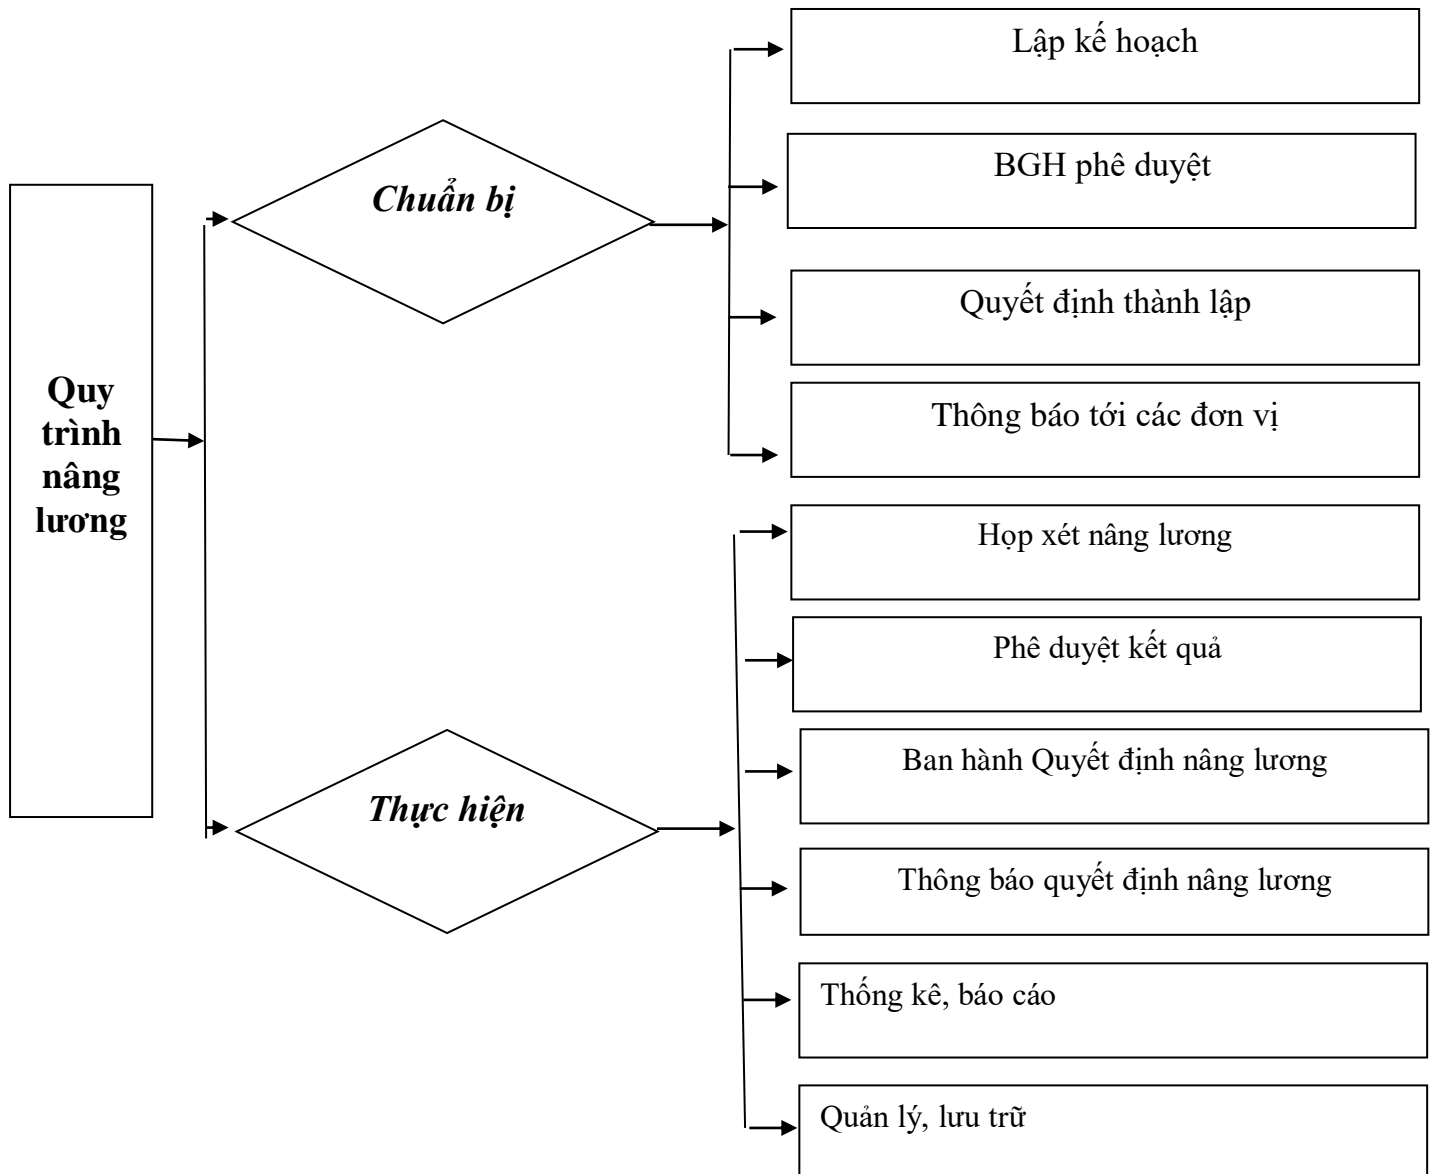 Quy
trình
nâng
lương
Chuẩn bị
Lập kế hoạch
BGH phê duyệt
Quyết định thành lập
Thông báo tới các đơn vị
Thực hiện
Họp xét nâng lương
Phê duyệt kết quả
Ban hành Quyết định nâng lương
Thông báo quyết định nâng lương
Thống kê, báo cáo
Quản lý, lưu trữ